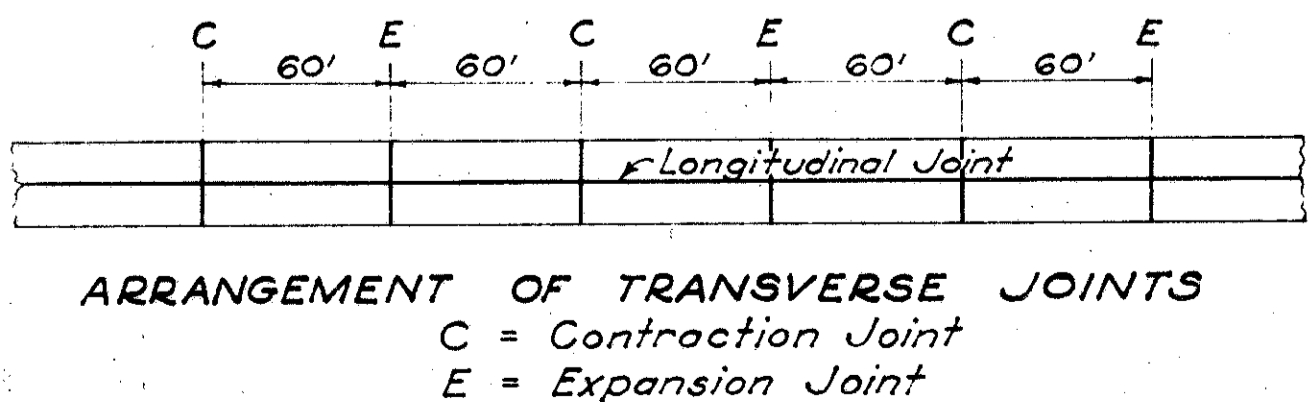 C E C E C E
60' 60' 60' 60' 60'
Longitudinal Joint
ARRANGEMENT OF TRANSVERSE JOINTS
C = Contraction Joint
E = Expansion Joint